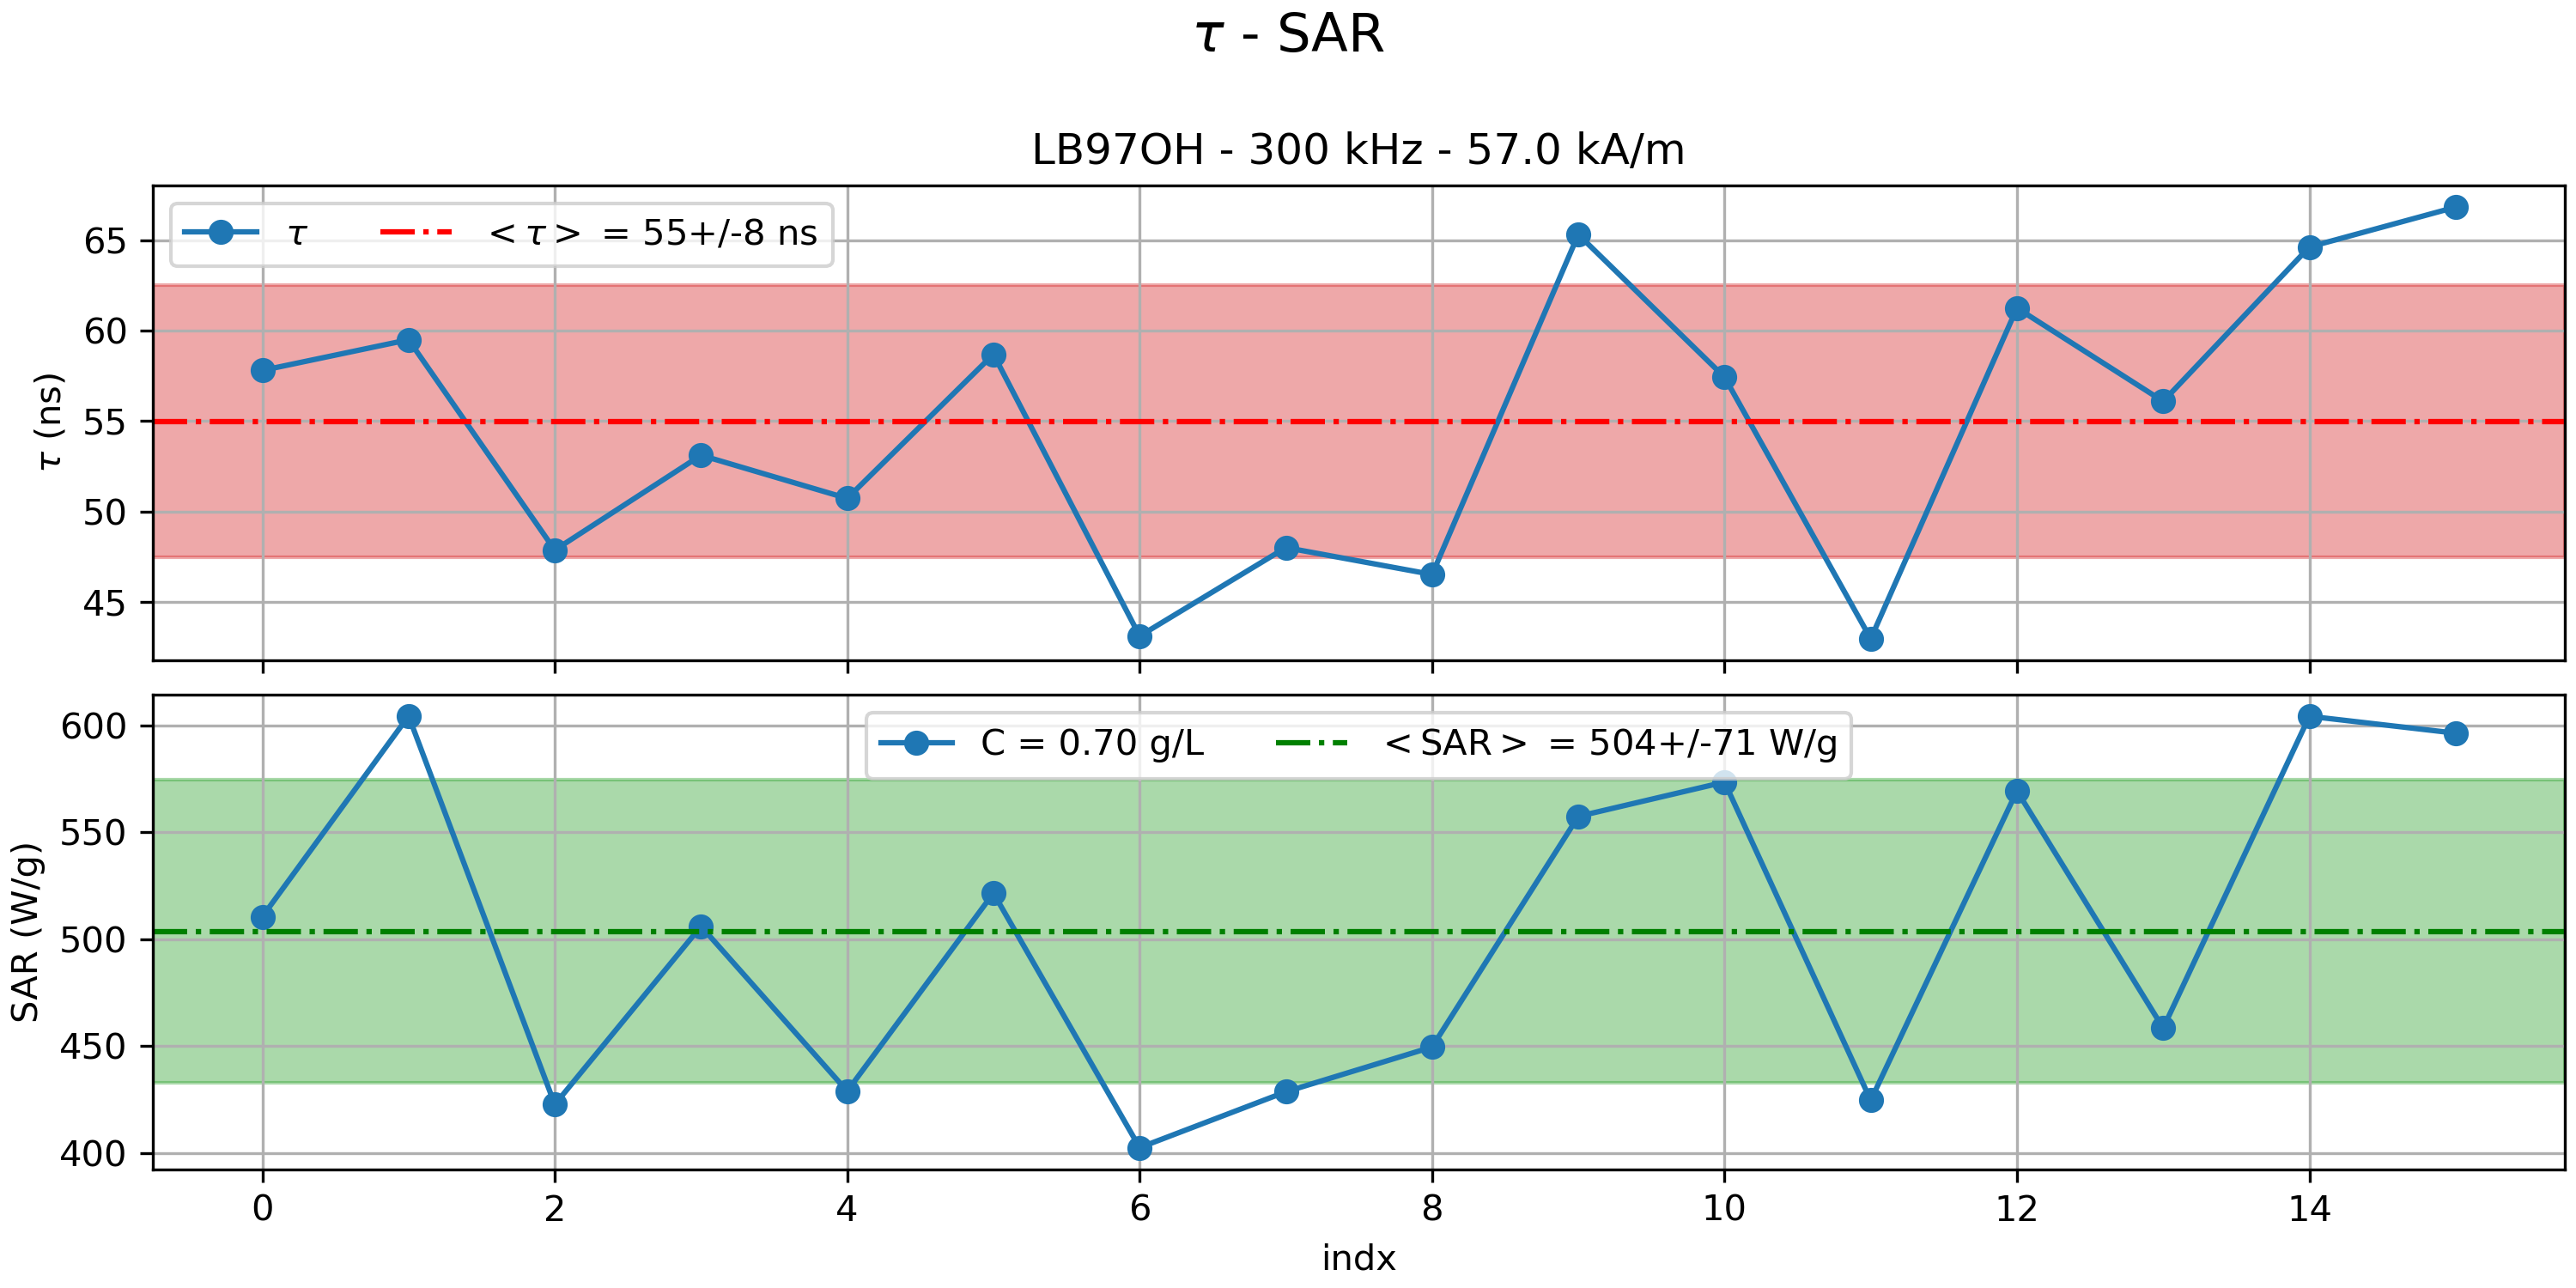 τ - SAR
LB97OH - 300 kHz - 57.0 kA/m
τ
<τ> = 55+/-8 ns
65
60
55
50
45
τ (ns)
C = 0.70 g/L
<SAR> = 504+/-71 W/g
600
550
500
450
400
SAR (W/g)
0 2 4 6 8 10 12 14
indx